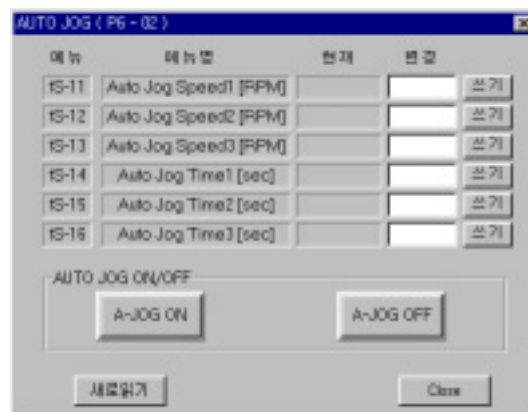 AUTO JOG ( P6 - 02 )
메뉴 메뉴명 현재 변경
tS-11 Auto Jog Speed1 [RPM] 쓰기
tS-12 Auto Jog Speed2 [RPM] 쓰기
tS-13 Auto Jog Speed3 [RPM] 쓰기
tS-14 Auto Jog Time1 [sec] 쓰기
tS-15 Auto Jog Time2 [sec] 쓰기
tS-16 Auto Jog Time3 [sec] 쓰기
AUTO JOG ON/OFF
A-JOG ON A-JOG OFF
새로읽기 Close